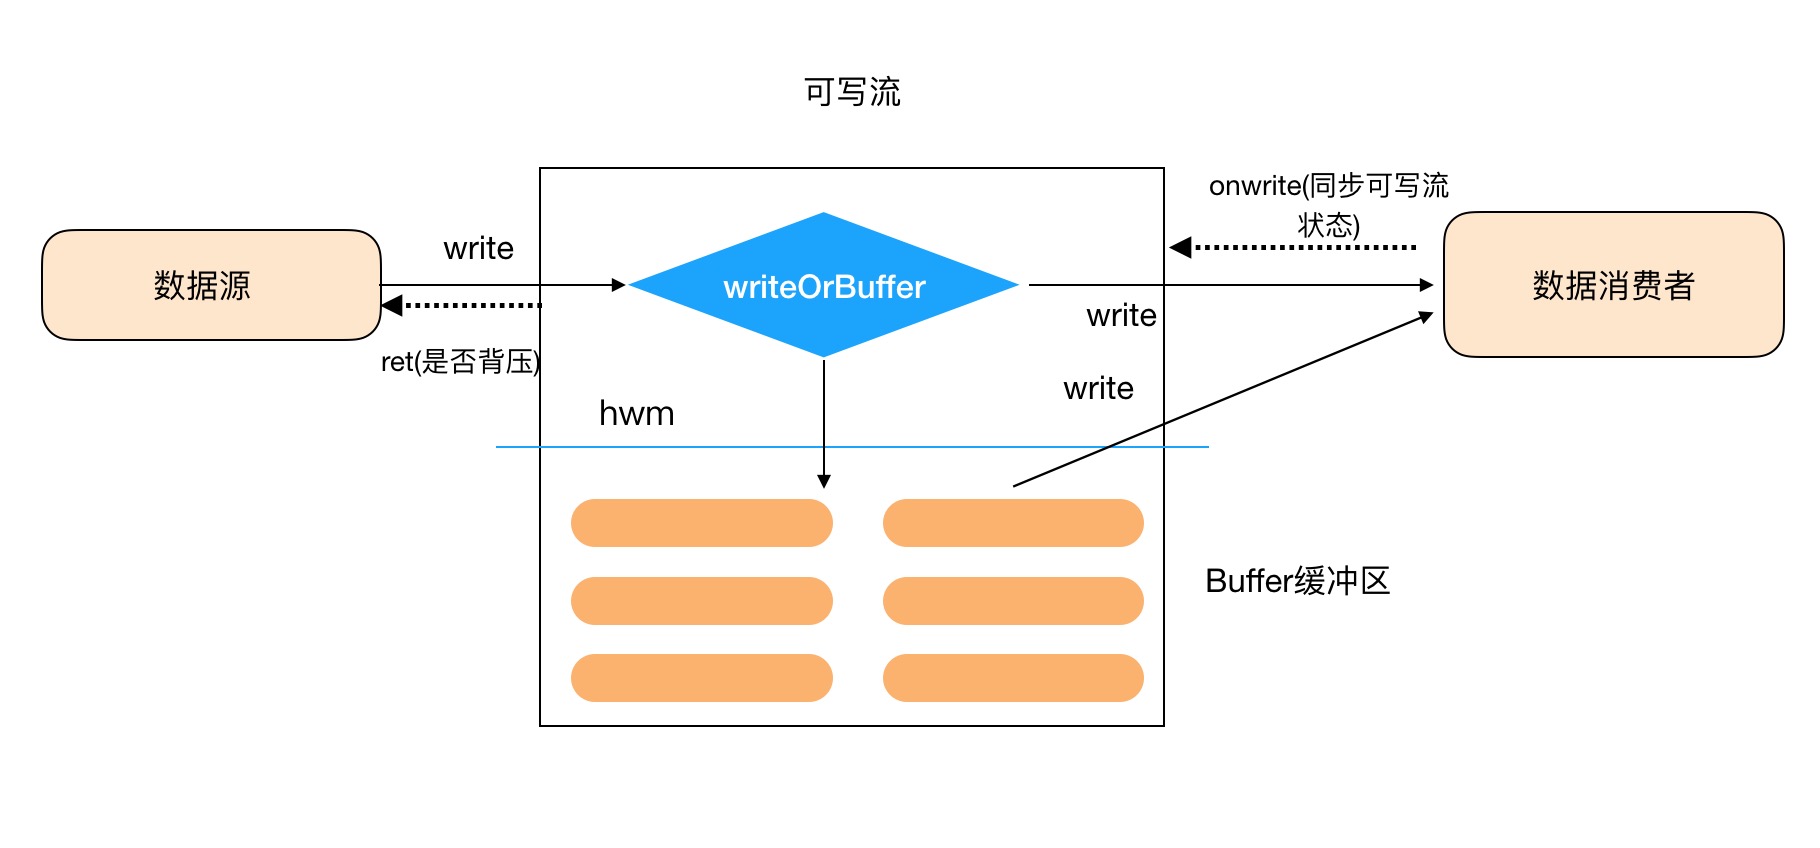 可写流
onwrite(同步可写流
状态)
write
数据源
writeOrBuffer
数据消费者
write
ret(是否背压)
write
hwm
Buffer缓冲区